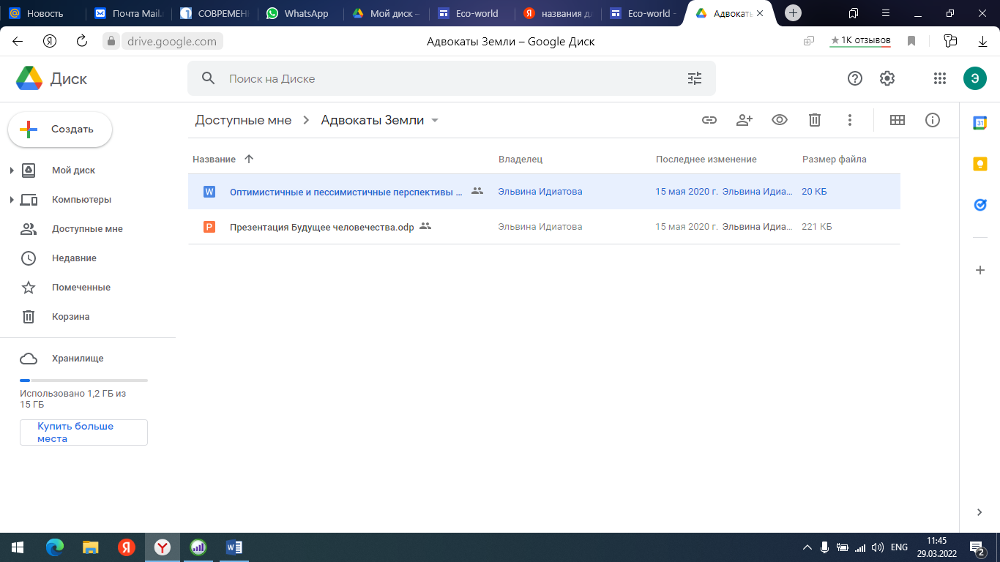 Новость
Почта Mail.
СОВРЕМЕН
WhatsApp
Мой диск –
Eco-world
названия дл
Eco-world -
Адвокать
Я
drive.google.com
Адвокаты Земли – Google Диск
★ 1К отзывов
Диск
Поиск на Диске
Э
Создать
Доступные мне > Адвокаты Земли
31
Название
Владелец
Последнее изменение
Размер файла
Мой диск
W Оптимистичные и пессимистичные перспективы ...
Эльвина Идиатова
15 мая 2020 г. Эльвина Идиа...
20 КБ
Компьютеры
P Презентация Будущее человечества.odp
Эльвина Идиатова
15 мая 2020 г. Эльвина Идиа...
221 КБ
Доступные мне
Недавние
Помеченные
Корзина
Хранилище
Использовано 1,2 ГБ из
15 ГБ
Купить больше
места
ENG
11:45
29.03.2022
2